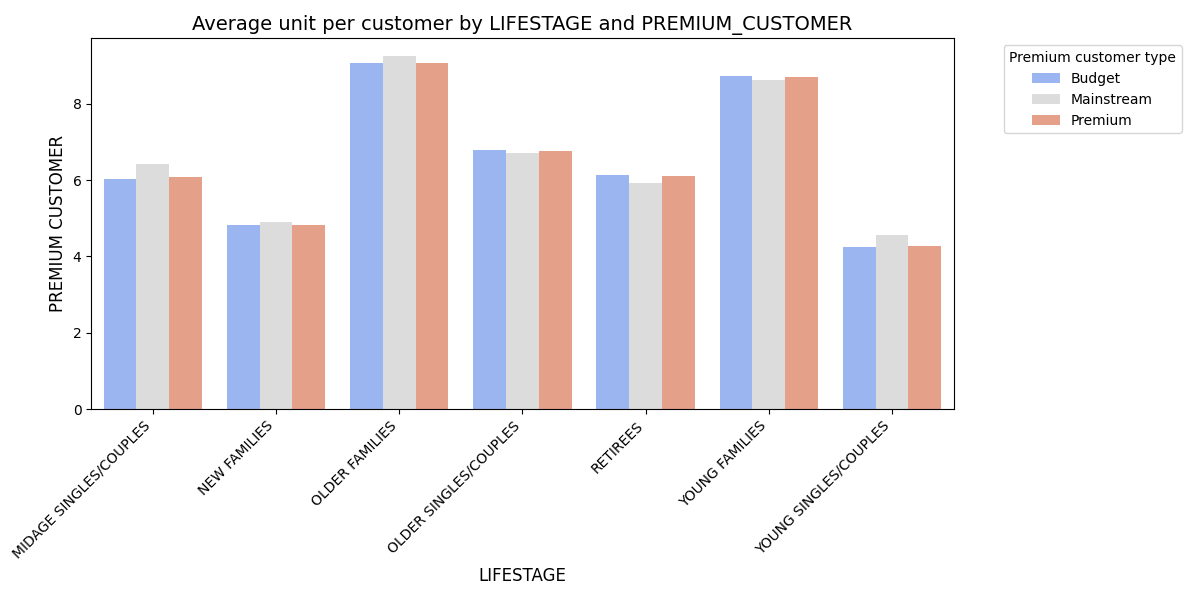 Average unit per customer by LIFESTAGE and PREMIUM_CUSTOMER
Premium customer type
Budget
Mainstream
Premium
PREMIUM CUSTOMER
8
6
4
2
0
MIDAGE SINGLES/COUPLES
NEW FAMILIES
OLDER FAMILIES
OLDER SINGLES/COUPLES
RETIREES
YOUNG FAMILIES
YOUNG SINGLES/COUPLES
LIFESTAGE